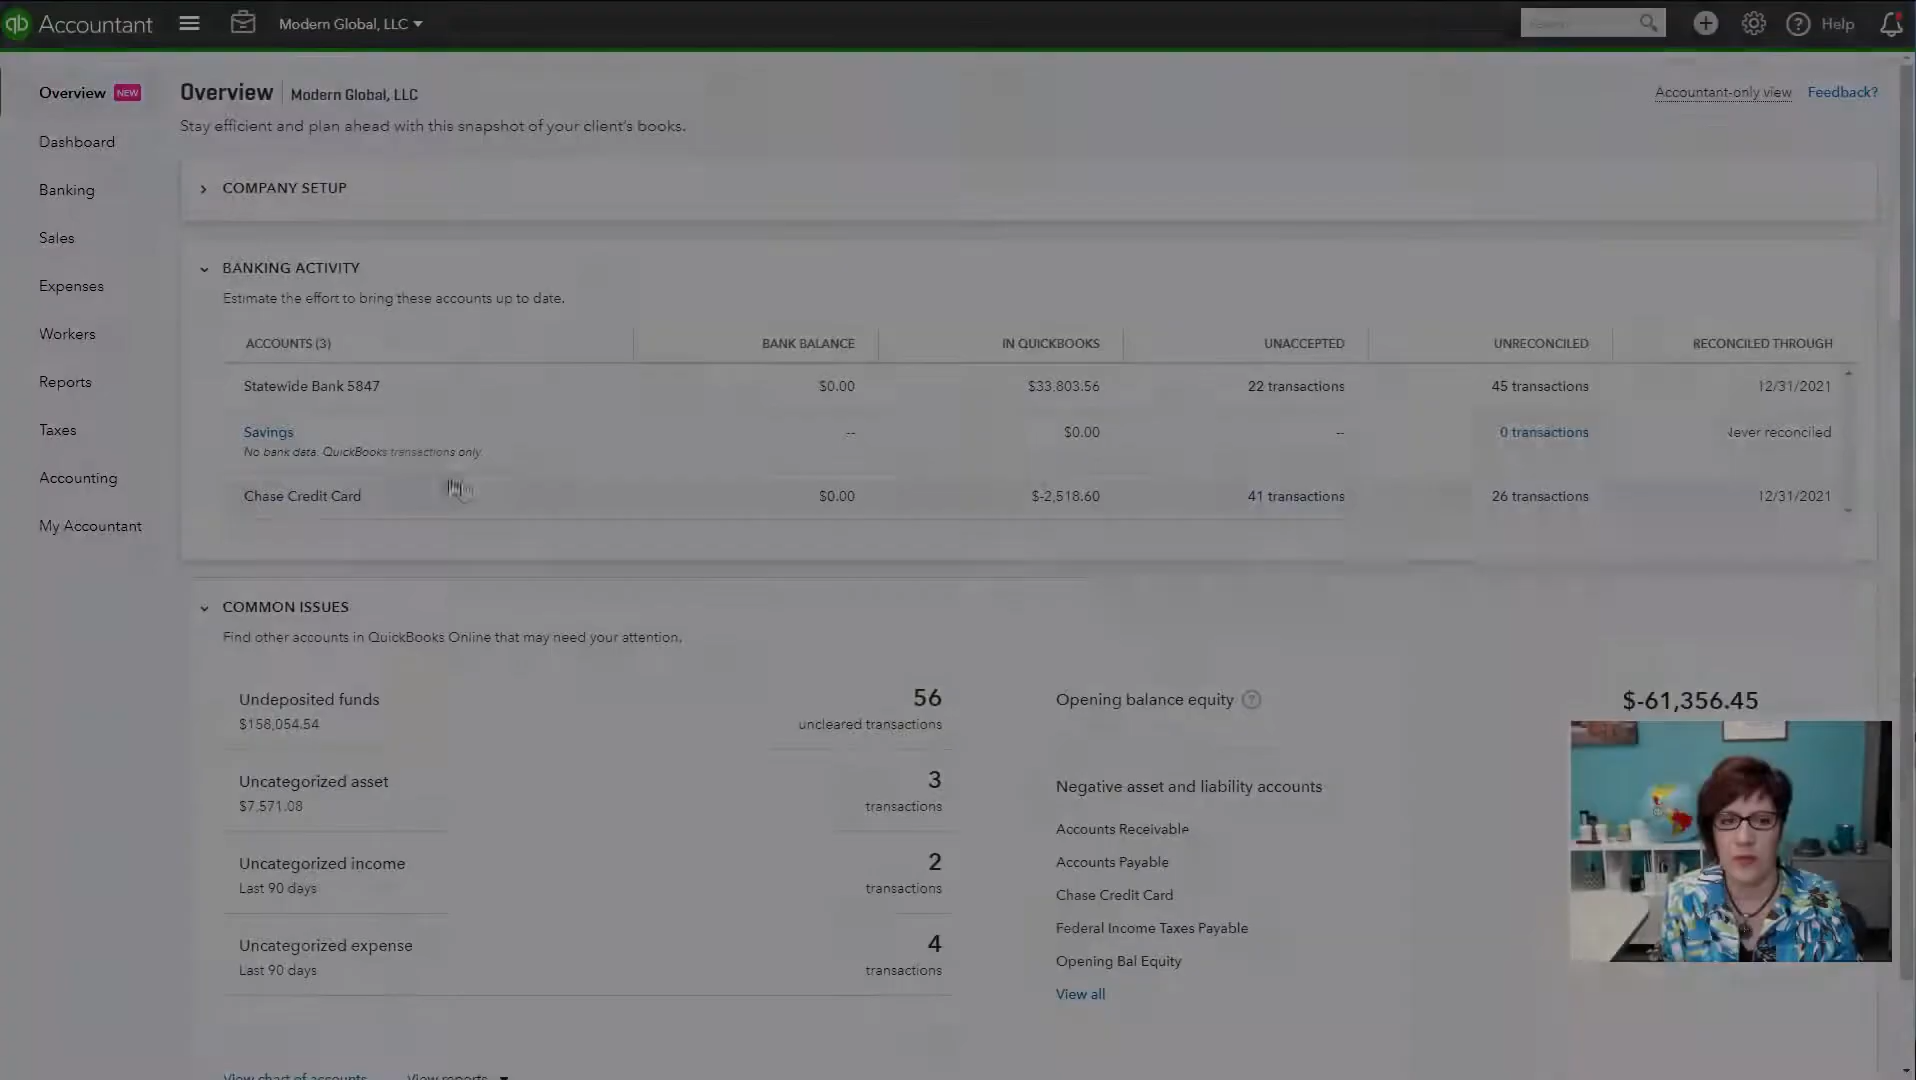 qb Accountant
Modern Global, LLC
Help
Overview NEW
Dashboard
Banking
Sales
Expenses
Workers
Reports
Taxes
Accounting
My Accountant
Overview Modern Global, LLC
Accountant-only view Feedback?
Stay efficient and plan ahead with this snapshot of your client's books.
COMPANY SETUP
BANKING ACTIVITY
Estimate the effort to bring these accounts up to date.
ACCOUNTS (3) BANK BALANCE IN QUICKBOOKS UNACCEPTED UNRECONCILED RECONCILED THROUGH
Statewide Bank 5847 $0.00 $33,803.56 22 transactions 45 transactions 12/31/2021
Savings -- $0.00 -- 0 transactions Never reconciled
No bank data. QuickBooks transactions only.
Chase Credit Card $0.00 $-2,518.60 41 transactions 26 transactions 12/31/2021
COMMON ISSUES
Find other accounts in QuickBooks Online that may need your attention.
Undeposited funds 56
$158,054.54 uncleared transactions
Uncategorized asset 3
$7,571.08 transactions
Uncategorized income 2
Last 90 days transactions
Uncategorized expense 4
Last 90 days transactions
Opening balance equity ? $-61,356.45
Negative asset and liability accounts
Accounts Receivable
Accounts Payable
Chase Credit Card
Federal Income Taxes Payable
Opening Bal Equity
View all
View chart of accounts View reports